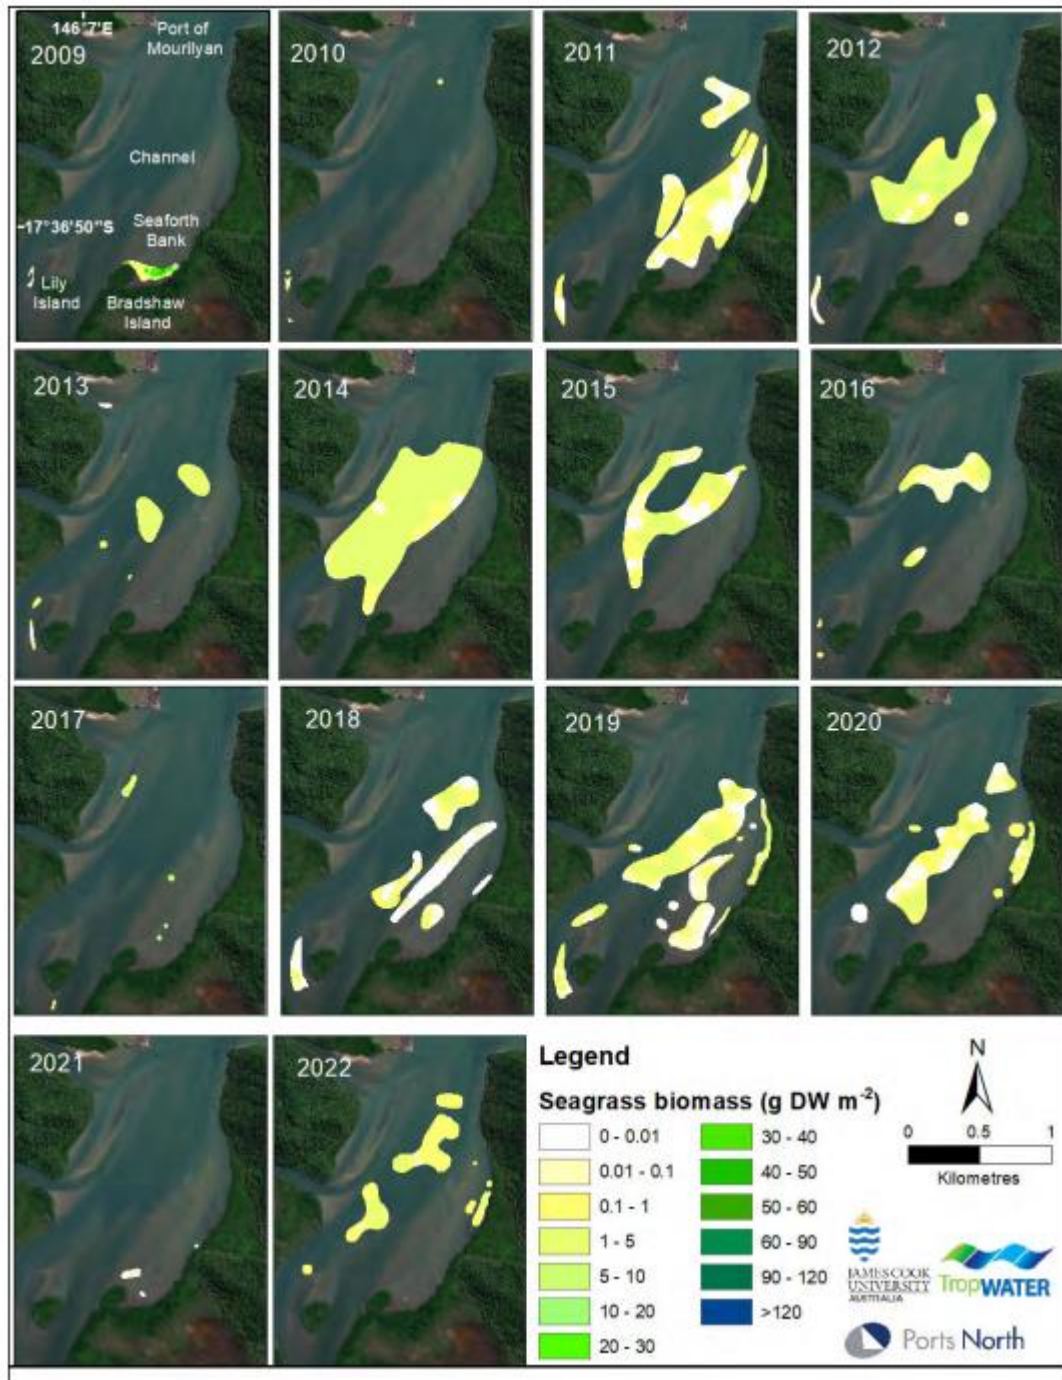 146°7'E
Port of
Mourilyan
2009
Channel
-17°36'50"S
Seaforth
Bank
Lily
Island
Bradshaw
Island
2010
2011
2012
2013
2014
2015
2016
2017
2018
2019
2020
2021
2022
Legend
Seagrass biomass (g DW m-2)
0 - 0.01
0.01 - 0.1
0.1 - 1
1 - 5
5 - 10
10 - 20
20 - 30
30 - 40
40 - 50
50 - 60
60 - 90
90 - 120
>120
N
0 0.5 1
Kilometres
JAMES COOK
UNIVERSITY
AUSTRALIA
TropWATER
Ports North